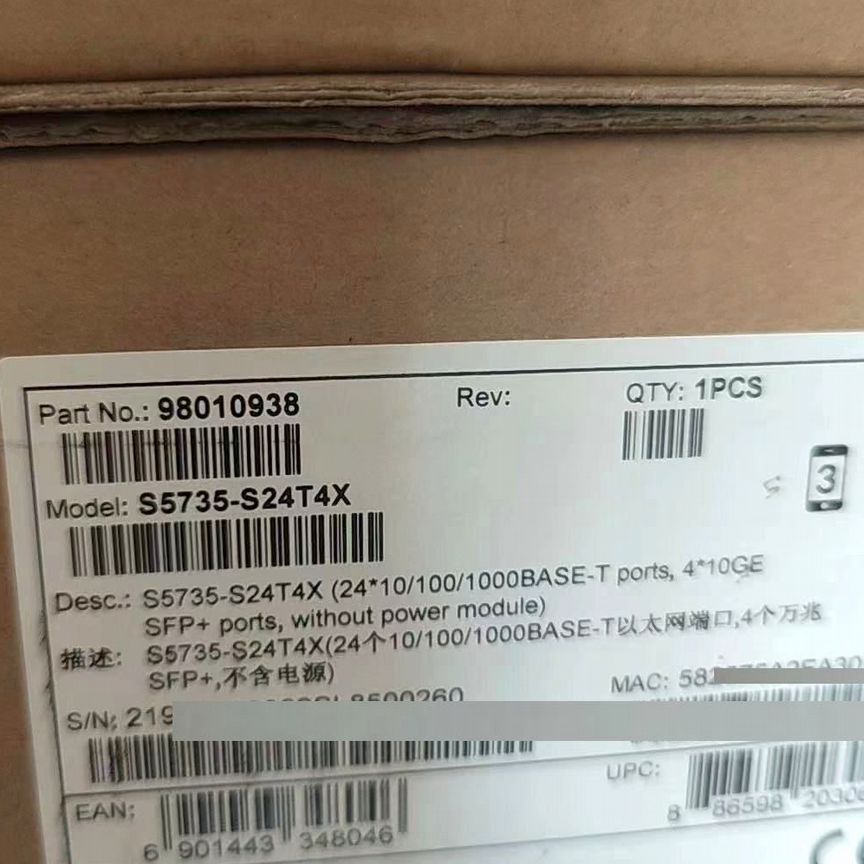 Part No.: 98010938
Rev:
QTY: 1PCS
Model: S5735-S24T4X
3
Desc.: S5735-S24T4X (24*10/100/1000BASE-T ports, 4*10GE
SFP+ ports, without power module)
描述: S5735-S24T4X(24个10/100/1000BASE-T以太网端口,4个万兆
SFP+,不含电源)
MAC:
S/N:
EAN:
6 901443 348046
UPC:
8 86598